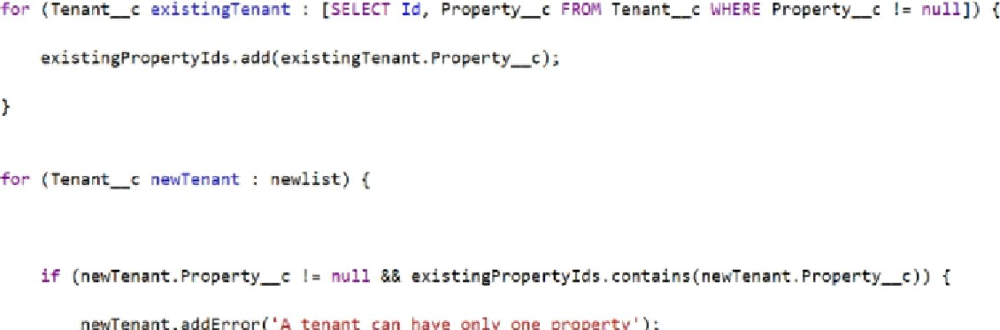 for (Tenant__c existingTenant : [SELECT Id, Property__c FROM Tenant__c WHERE Property__c != null]) {
existingPropertyIds.add(existingTenant.Property__c);
}
for (Tenant__c newTenant : newlist) {
if (newTenant.Property__c != null && existingPropertyIds.contains(newTenant.Property__c)) {
newTenant.addError('A tenant can have only one property');